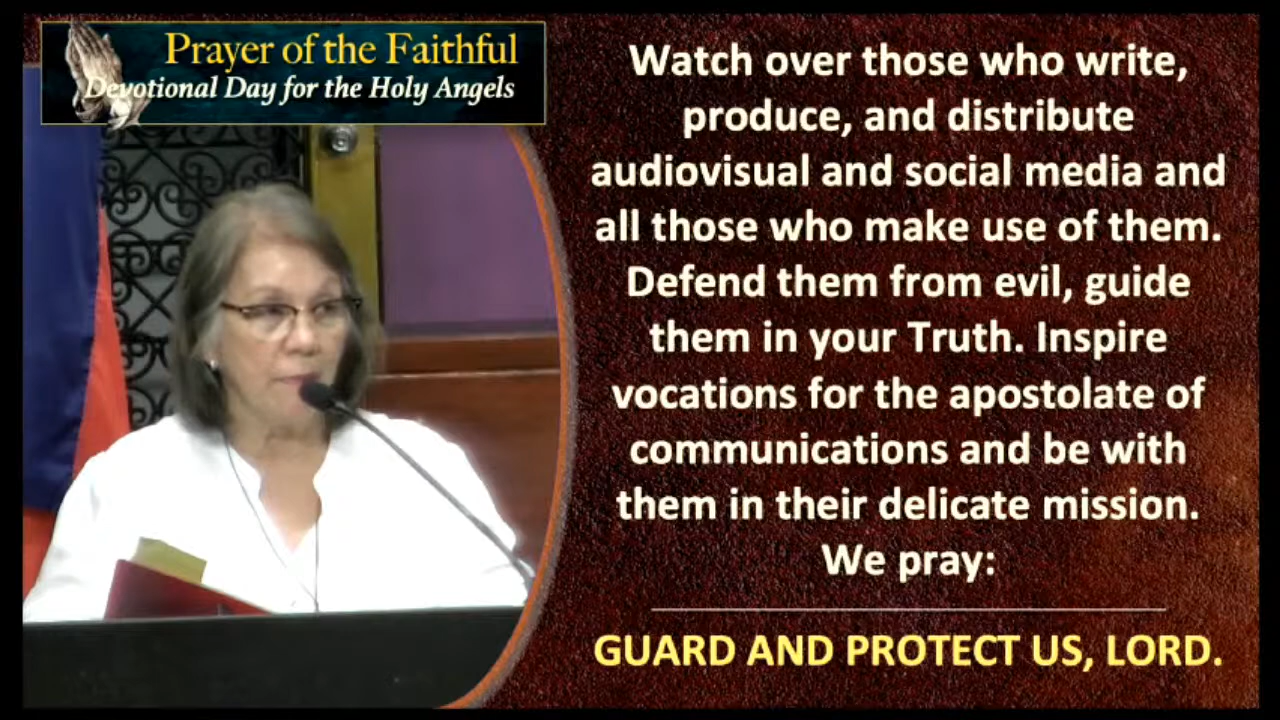 Prayer of the Faithful
Devotional Day for the Holy Angels
Watch over those who write,
produce, and distribute
audiovisual and social media and
all those who make use of them.
Defend them from evil, guide
them in your Truth. Inspire
vocations for the apostolate of
communications and be with
them in their delicate mission.
We pray:
GUARD AND PROTECT US, LORD.